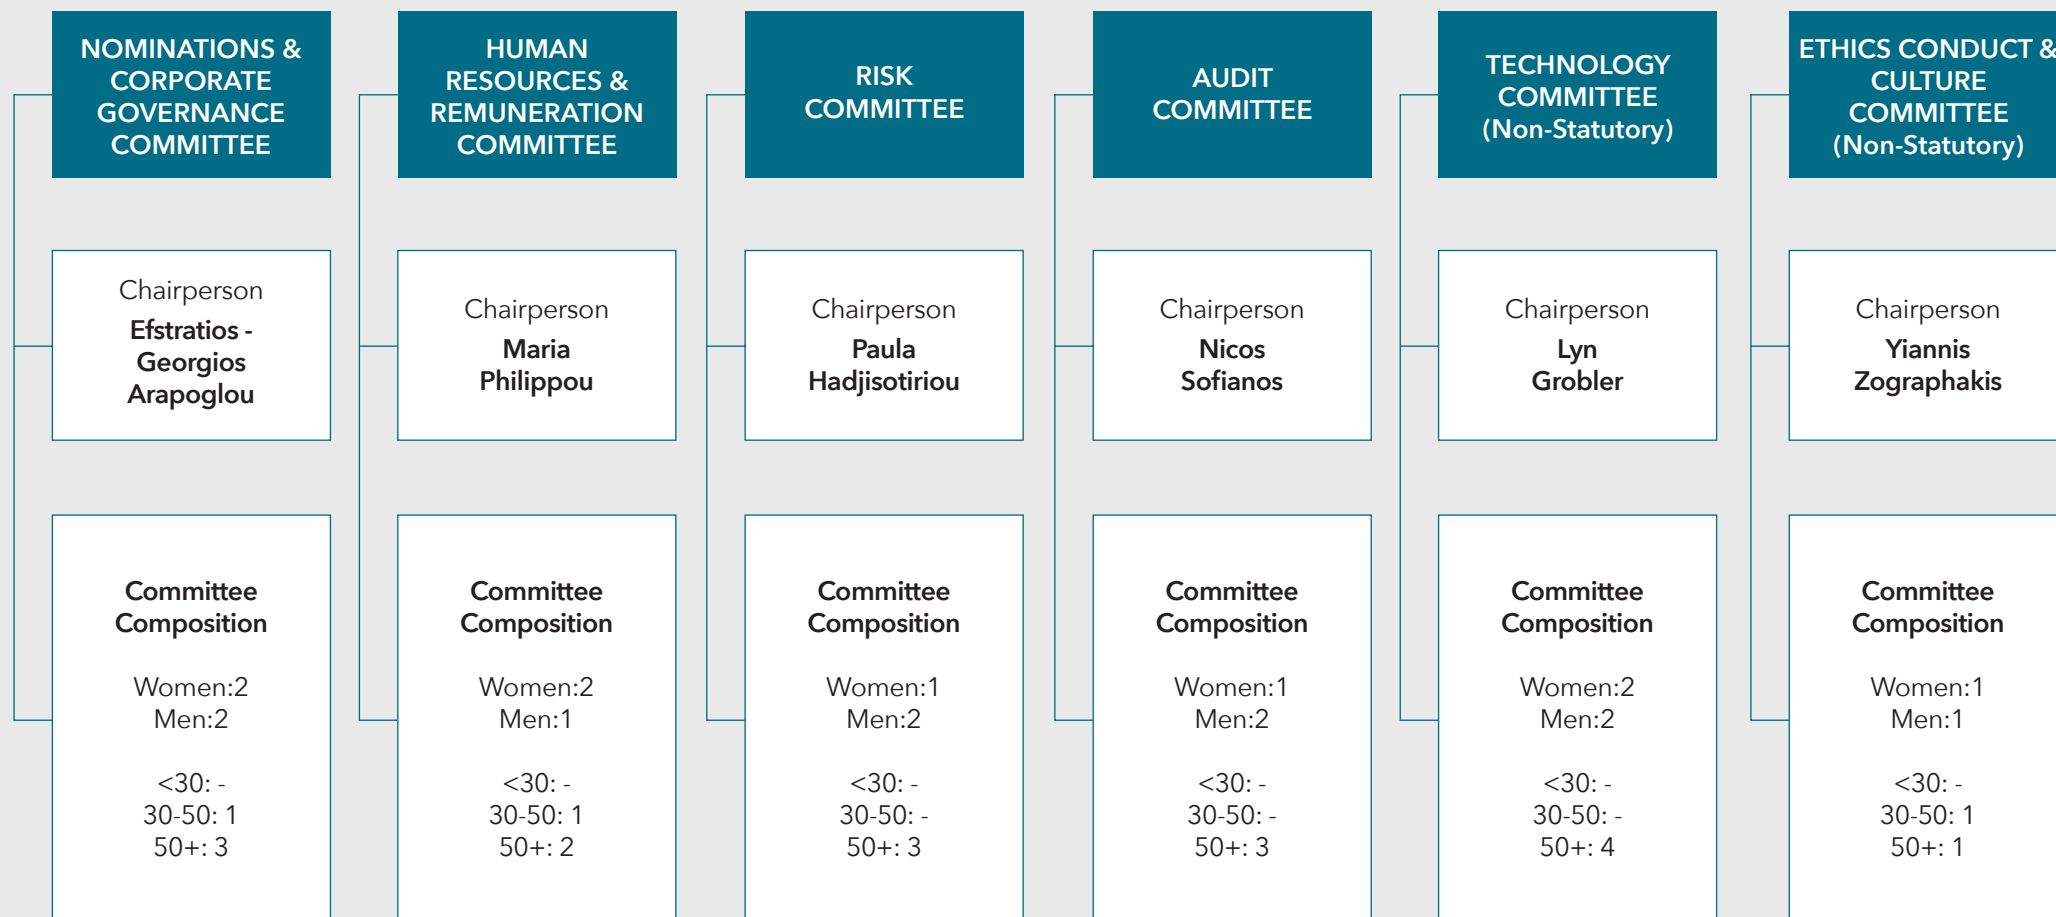 NOMINATIONS &
CORPORATE
GOVERNANCE
COMMITTEE
HUMAN
RESOURCES &
REMUNERATION
COMMITTEE
RISK
COMMITTEE
AUDIT
COMMITTEE
TECHNOLOGY
COMMITTEE
(Non-Statutory)
ETHICS CONDUCT &
CULTURE
COMMITTEE
(Non-Statutory)
Chairperson
Efstratios -
Georgios
Arapoglou
Chairperson
Maria
Philippou
Chairperson
Paula
Hadjisotiriou
Chairperson
Nicos
Sofianos
Chairperson
Lyn
Grobler
Chairperson
Yiannis
Zographakis
Committee
Composition
Women:2
Men:2
<30: -
30-50: 1
50+: 3
Committee
Composition
Women:2
Men:1
<30: -
30-50: 1
50+: 2
Committee
Composition
Women:1
Men:2
<30: -
30-50: -
50+: 3
Committee
Composition
Women:1
Men:2
<30: -
30-50: -
50+: 3
Committee
Composition
Women:2
Men:2
<30: -
30-50: -
50+: 4
Committee
Composition
Women:1
Men:1
<30: -
30-50: 1
50+: 1